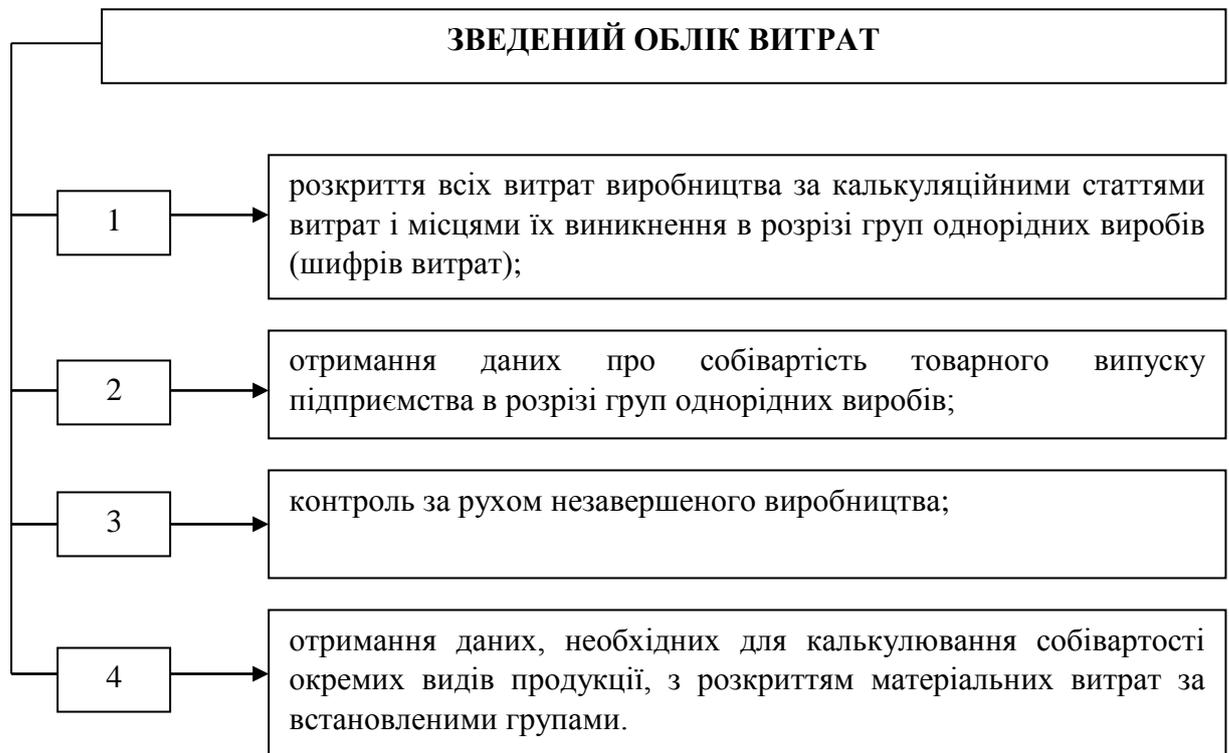 ЗВЕДЕНИЙ ОБЛІК ВИТРАТ
1
розкриття всіх витрат виробництва за калькуляційними статтями
витрат і місцями їх виникнення в розрізі груп однорідних виробів
(шифрів витрат);
2
отримання даних про собівартість товарного випуску
підприємства в розрізі груп однорідних виробів;
3
контроль за рухом незавершеного виробництва;
4
отримання даних, необхідних для калькулювання собівартості
окремих видів продукції, з розкриттям матеріальних витрат за
встановленими групами.